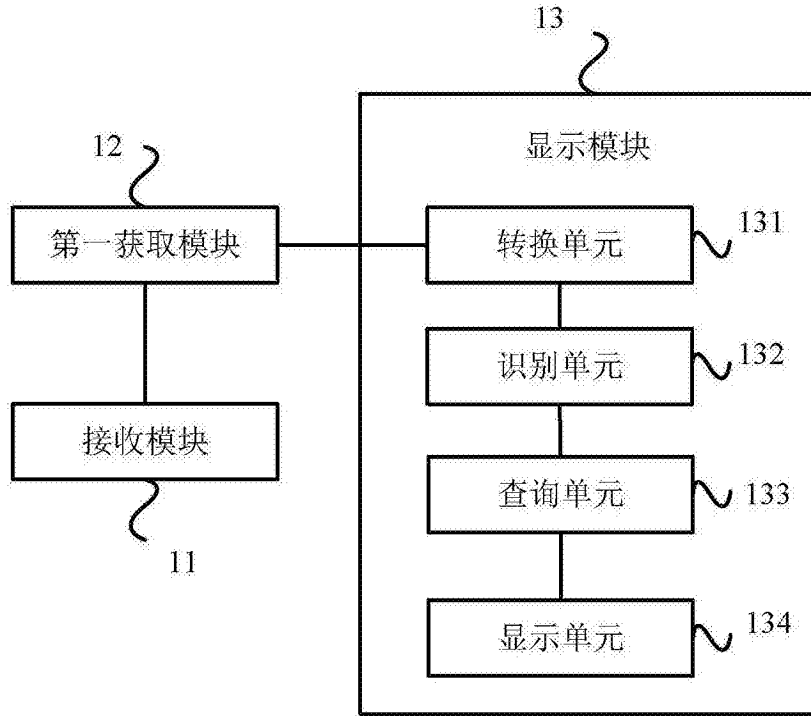 13
显示模块
12
第一获取模块
转换单元
131
识别单元
132
接收模块
查询单元
133
11
显示单元
134